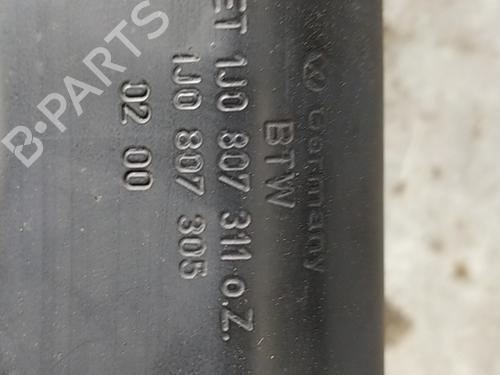 Germany
BTW
ET 1J0 807 311 o.Z.
1J0 807 305
02 00
B-PARTS